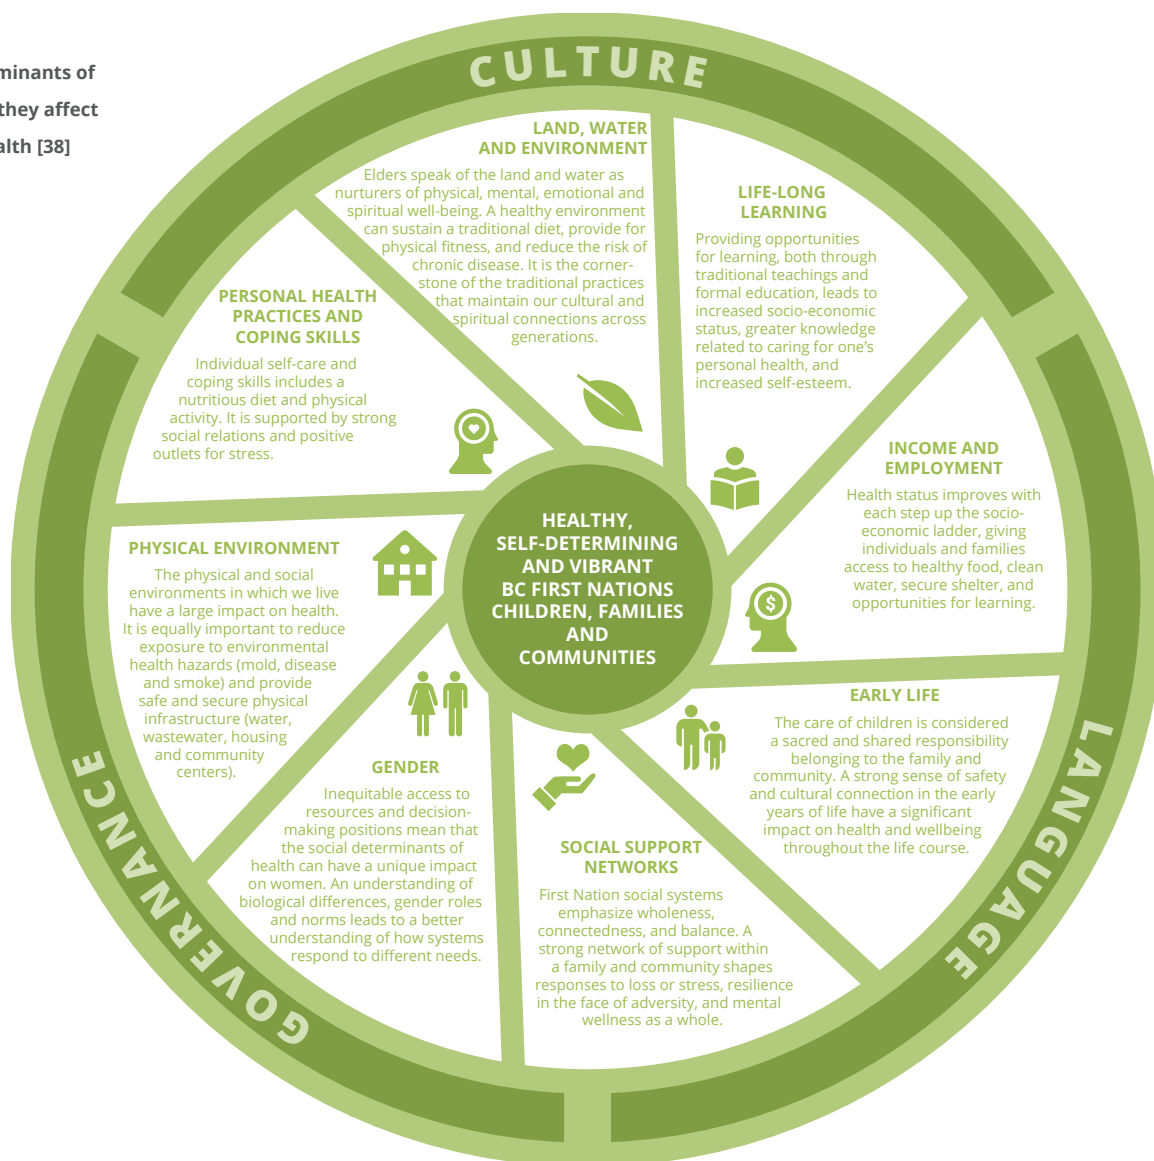 minants of
they affect
alth [38]
CULTURE
LAND, WATER
AND ENVIRONMENT
Elders speak of the land and water as
nurturers of physical, mental, emotional and
spiritual well-being. A healthy environment
can sustain a traditional diet, provide for
physical fitness, and reduce the risk of
chronic disease. It is the corner-
stone of the traditional practices
that maintain our cultural and
spiritual connections across
generations.
LIFE-LONG
LEARNING
Providing opportunities
for learning, both through
traditional teachings and
formal education, leads to
increased socio-economic
status, greater knowledge
related to caring for one's
personal health, and
increased self-esteem.
PERSONAL HEALTH
PRACTICES AND
COPING SKILLS
Individual self-care and
coping skills includes a
nutritious diet and physical
activity. It is supported by strong
social relations and positive
outlets for stress.
INCOME AND
EMPLOYMENT
Health status improves with
each step up the socio-
economic ladder, giving
individuals and families
access to healthy food, clean
water, secure shelter, and
opportunities for learning.
HEALTHY,
SELF-DETERMINING
AND VIBRANT
BC FIRST NATIONS
CHILDREN, FAMILIES
AND
COMMUNITIES
PHYSICAL ENVIRONMENT
The physical and social
environments in which we live
have a large impact on health.
It is equally important to reduce
exposure to environmental
health hazards (mold, disease
and smoke) and provide
safe and secure physical
infrastructure (water,
wastewater, housing
and community
centers).
$
EARLY LIFE
The care of children is considered
a sacred and shared responsibility
belonging to the family and
community. A strong sense of safety
and cultural connection in the early
years of life have a significant
impact on health and wellbeing
throughout the life course.
GENDER
Inequitable access to
resources and decision-
making positions mean that
the social determinants of
health can have a unique impact
on women. An understanding of
biological differences, gender roles
and norms leads to a better
understanding of how systems
respond to different needs.
SOCIAL SUPPORT
NETWORKS
First Nation social systems
emphasize wholeness,
connectedness, and balance. A
strong network of support within
a family and community shapes
responses to loss or stress, resilience
in the face of adversity, and mental
wellness as a whole.
GOVERNANCE
LANGUAGE